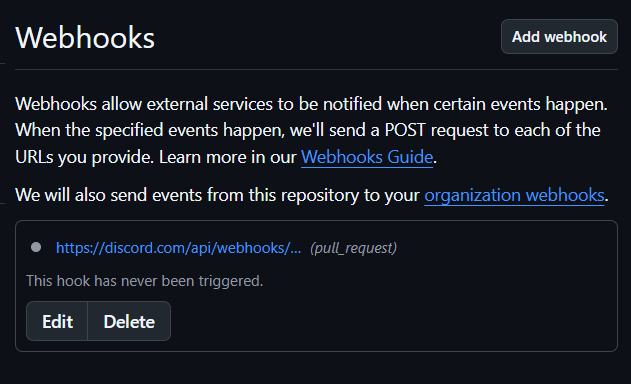 Webhooks
Add webhook
Webhooks allow external services to be notified when certain events happen.
When the specified events happen, we'll send a POST request to each of the
URLs you provide. Learn more in our Webhooks Guide.
We will also send events from this repository to your organization webhooks.
https://discord.com/api/webhooks/... (pull_request)
This hook has never been triggered.
Edit Delete